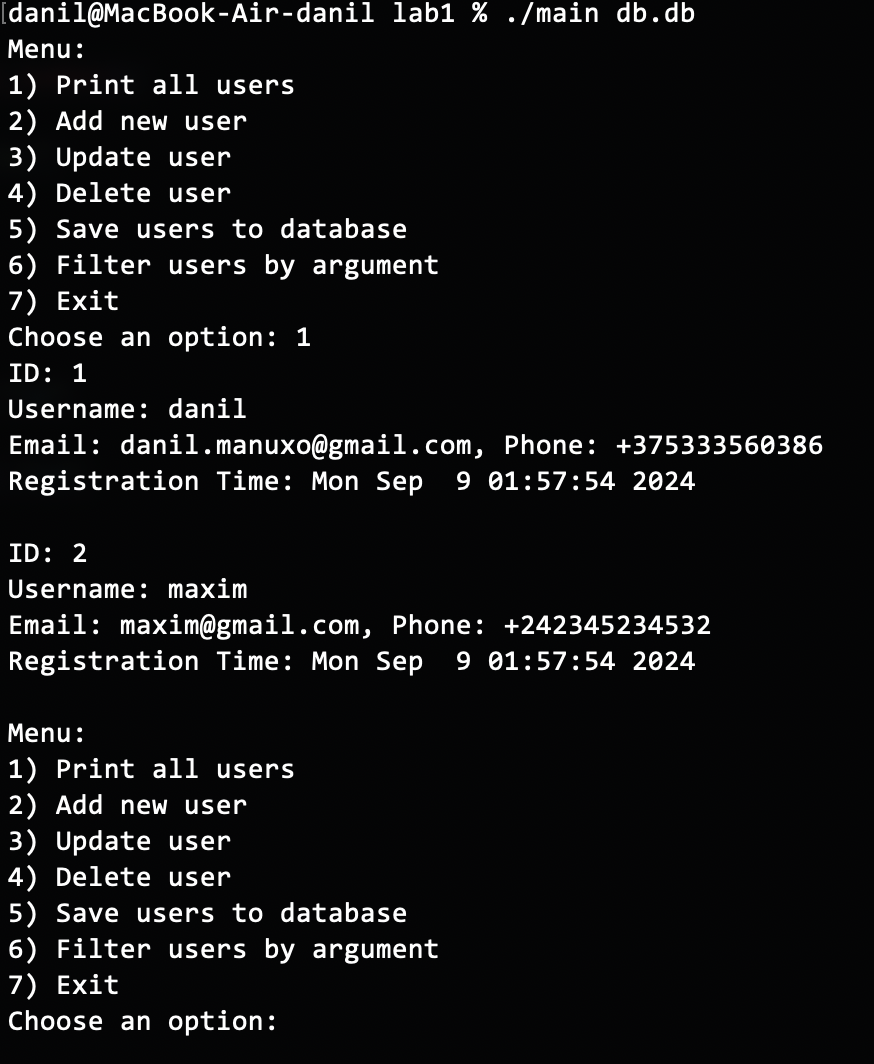 [danil@MacBook-Air-danil lab1 % ./main db.db
Menu:
1) Print all users
2) Add new user
3) Update user
4) Delete user
5) Save users to database
6) Filter users by argument
7) Exit
Choose an option: 1
ID: 1
Username: danil
Email: danil.manuxo@gmail.com, Phone: +375333560386
Registration Time: Mon Sep  9 01:57:54 2024

ID: 2
Username: maxim
Email: maxim@gmail.com, Phone: +242345234532
Registration Time: Mon Sep  9 01:57:54 2024

Menu:
1) Print all users
2) Add new user
3) Update user
4) Delete user
5) Save users to database
6) Filter users by argument
7) Exit
Choose an option: